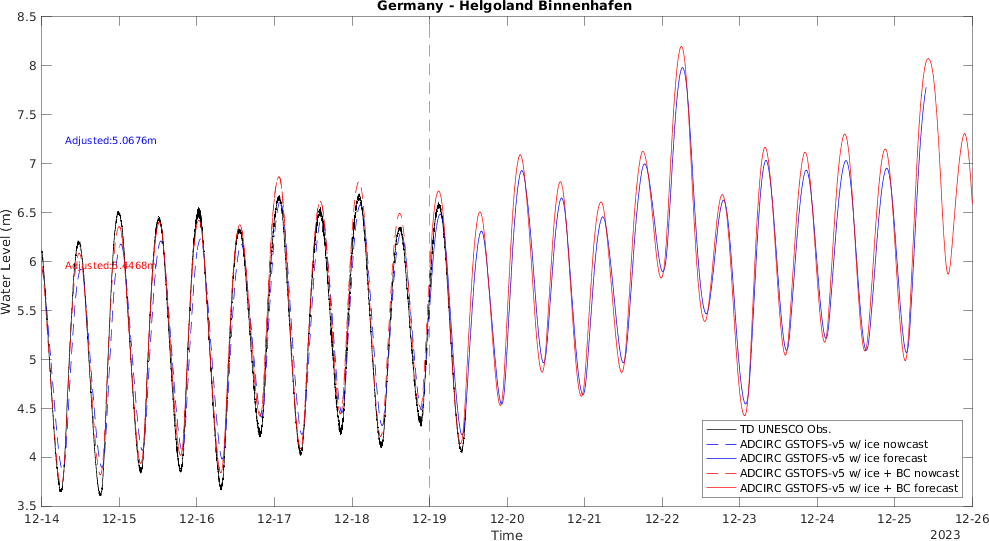 Germany - Helgoland Binnenhafen
8.5
8
7.5
7
6.5
6
5.5
5
4.5
4
3.5
Water Level (m)
Adjusted:5.0676m
Adjusted:5.4468m
TD UNESCO Obs.
ADCIRC GSTOFS-v5 w/ ice nowcast
ADCIRC GSTOFS-v5 w/ ice forecast
ADCIRC GSTOFS-v5 w/ ice + BC nowcast
ADCIRC GSTOFS-v5 w/ ice + BC forecast
12-14 12-15 12-16 12-17 12-18 12-19 12-20 12-21 12-22 12-23 12-24 12-25 12-26
Time
2023